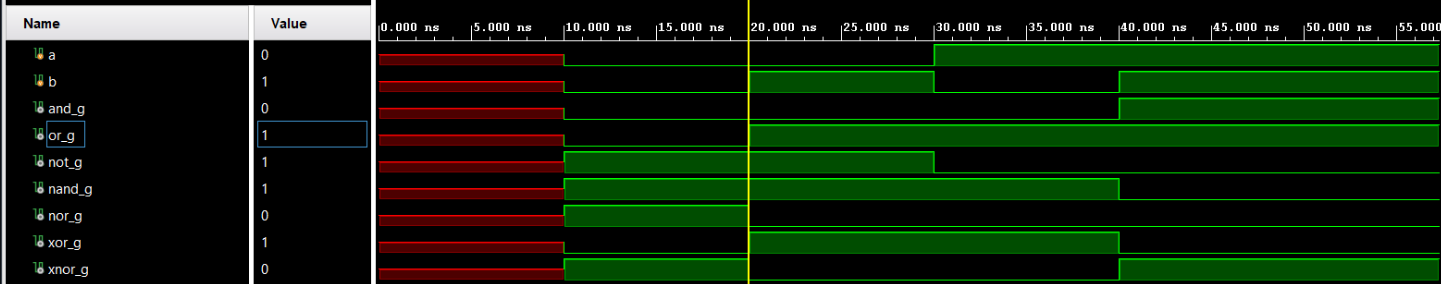 Name Value 0.000 ns 5.000 ns 10.000 ns 15.000 ns 20.000 ns 25.000 ns 30.000 ns 35.000 ns 40.000 ns 45.000 ns 50.000 ns 55.000
a 0
b 1
and_g 0
or_g 1
not_g 1
nand_g 1
nor_g 0
xor_g 1
xnor_g 0